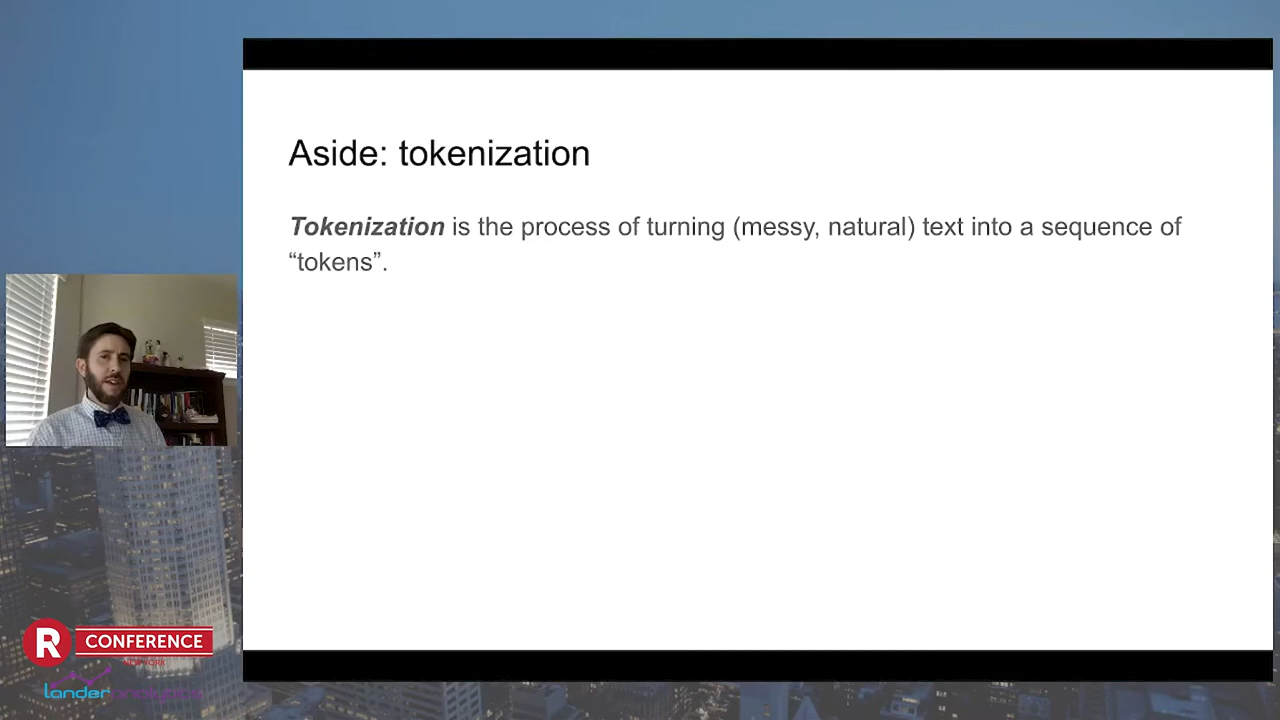 Aside: tokenization
Tokenization is the process of turning (messy, natural) text into a sequence of
“tokens”.
R CONFERENCE
NEW YORK
lander analytics